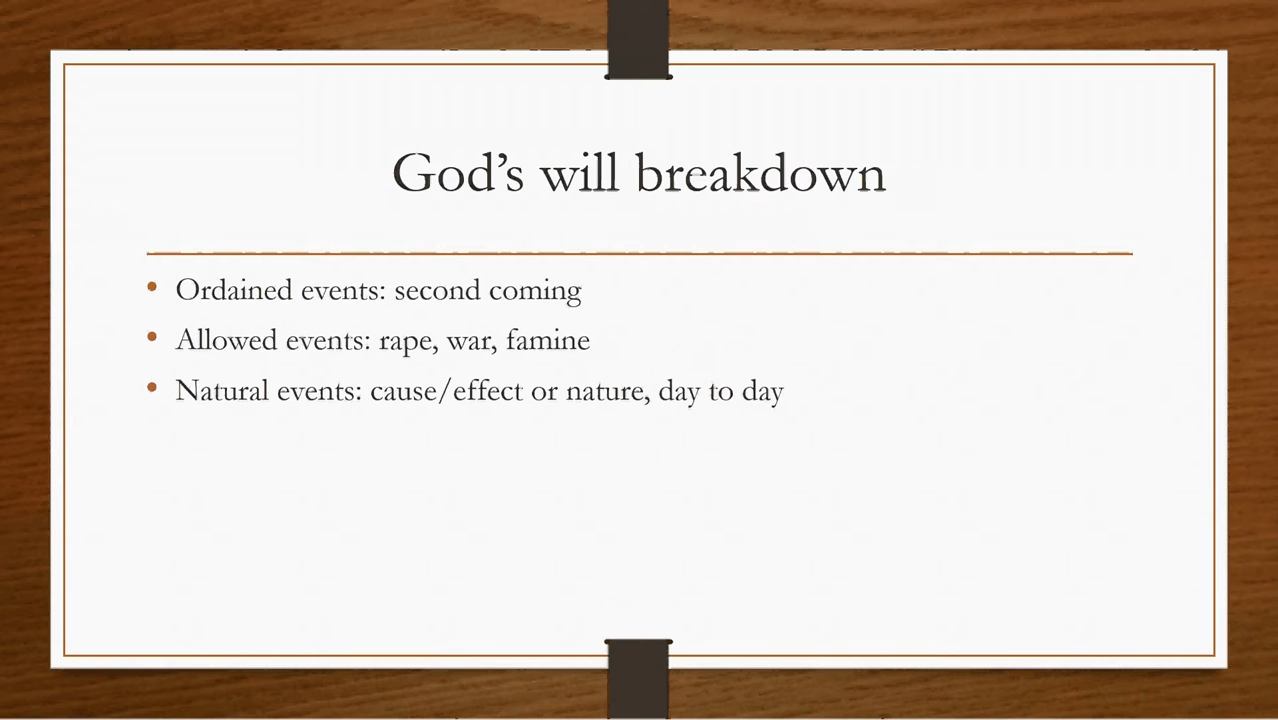 God’s will breakdown
• Ordained events: second coming
• Allowed events: rape, war, famine
• Natural events: cause/effect or nature, day to day